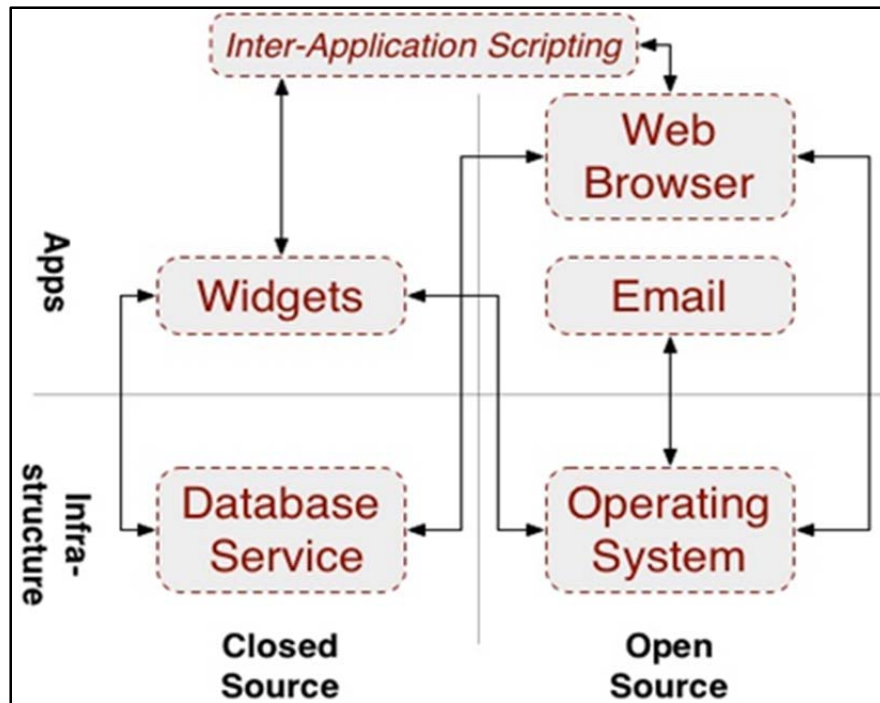 Inter-Application Scripting
Web
Browser
Apps
Widgets
Email
Infra-
structure
Database
Service
Operating
System
Closed
Source
Open
Source